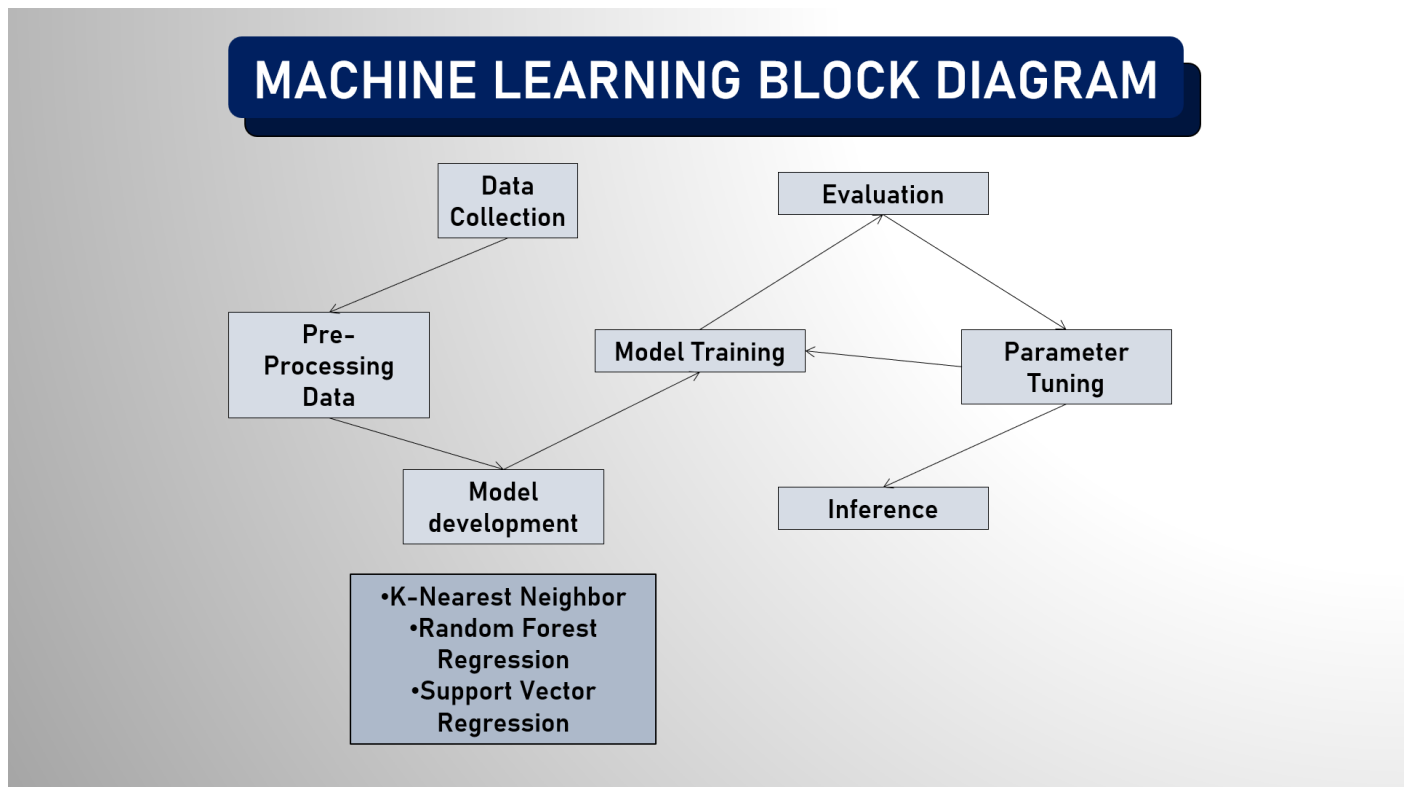 MACHINE LEARNING BLOCK DIAGRAM
Data
Collection
Evaluation
Pre-
Processing
Data
Model Training
Parameter
Tuning
Model
development
Inference
•K-Nearest Neighbor
•Random Forest
Regression
•Support Vector
Regression